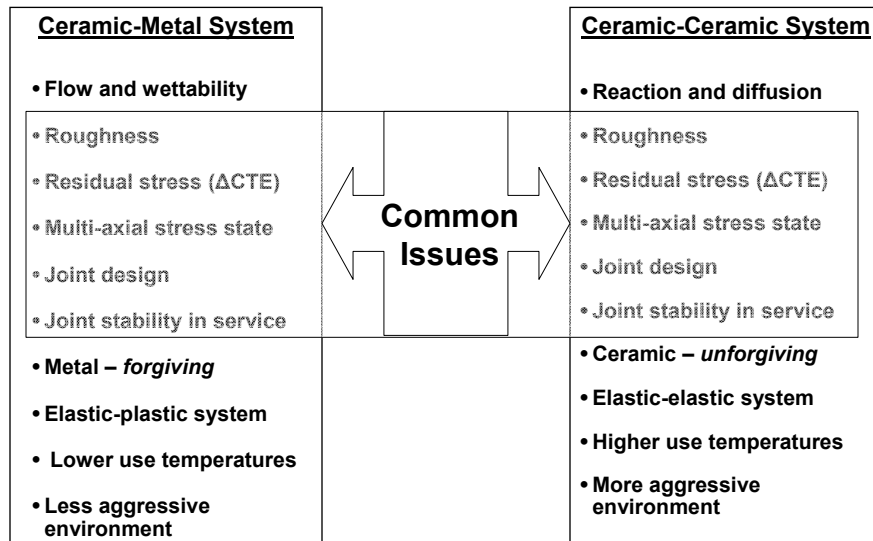 Ceramic-Metal System
• Flow and wettability
• Roughness
• Residual stress (ΔCTE)
• Multi-axial stress state
• Joint design
• Joint stability in service
• Metal – forgiving
• Elastic-plastic system
• Lower use temperatures
• Less aggressive
environment
Common
Issues
Ceramic-Ceramic System
• Reaction and diffusion
• Roughness
• Residual stress (ΔCTE)
• Multi-axial stress state
• Joint design
• Joint stability in service
• Ceramic – unforgiving
• Elastic-elastic system
• Higher use temperatures
• More aggressive
environment